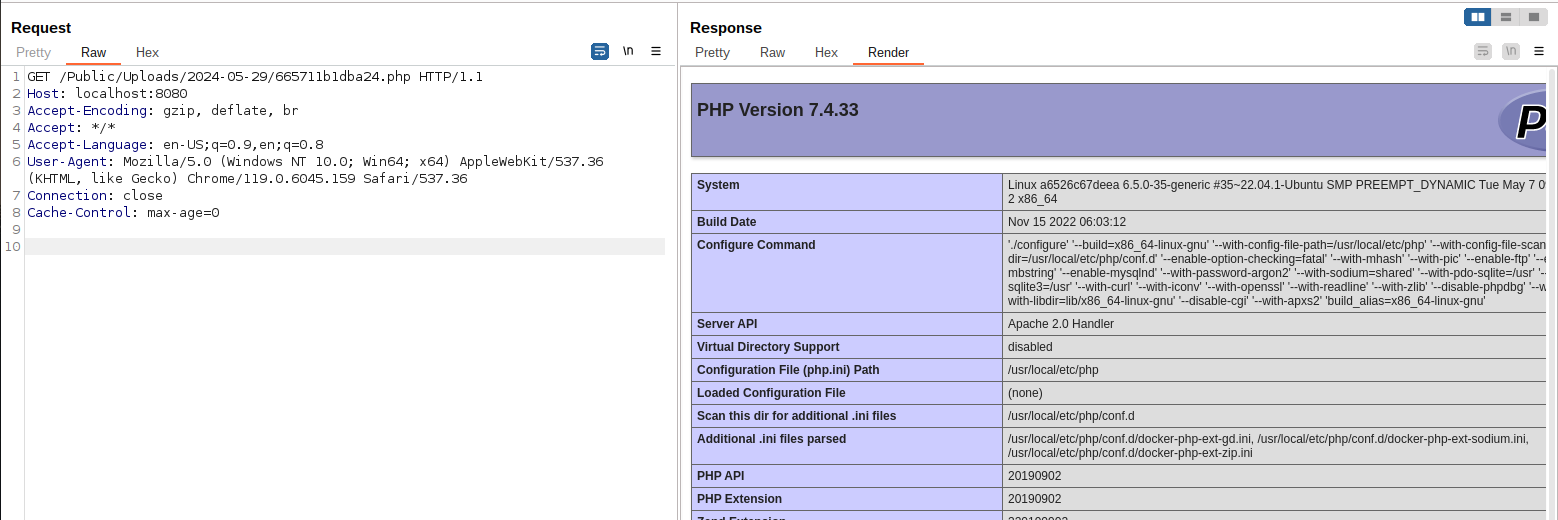 Request
Pretty Raw Hex
\n
1 GET /Public/Uploads/2024-05-29/665711b1dba24.php HTTP/1.1
2 Host: localhost:8080
3 Accept-Encoding: gzip, deflate, br
4 Accept: */*
5 Accept-Language: en-US;q=0.9,en;q=0.8
6 User-Agent: Mozilla/5.0 (Windows NT 10.0; Win64; x64) AppleWebKit/537.36
(KHTML, like Gecko) Chrome/119.0.6045.159 Safari/537.36
7 Connection: close
8 Cache-Control: max-age=0
9
10
Response
Pretty Raw Hex Render
\n
PHP Version 7.4.33
System
Linux a6526c67deea 6.5.0-35-generic #35~22.04.1-Ubuntu SMP PREEMPT_DYNAMIC Tue May 7
2 x86_64
Build Date
Nov 15 2022 06:03:12
Configure Command
'./configure' '--build=x86_64-linux-gnu' '--with-config-file-path=/usr/local/etc/php' '--with-config-file-scan
dir=/usr/local/etc/php/conf.d' '--enable-option-checking=fatal' '--with-mhash' '--with-pic' '--enable-ftp'
mbstring' '--enable-mysqlnd' '--with-password-argon2' '--with-sodium=shared' '--with-pdo-sqlite=/usr'
sqlite3=/usr' '--with-curl' '--with-iconv' '--with-openssl' '--with-readline' '--with-zlib' '--disable-phpdbg'
with-libdir=lib/x86_64-linux-gnu' '--disable-cgi' '--with-apxs2' 'build_alias=x86_64-linux-gnu'
Server API
Apache 2.0 Handler
Virtual Directory Support
disabled
Configuration File (php.ini) Path
/usr/local/etc/php
Loaded Configuration File
(none)
Scan this dir for additional .ini files
/usr/local/etc/php/conf.d
Additional .ini files parsed
/usr/local/etc/php/conf.d/docker-php-ext-gd.ini, /usr/local/etc/php/conf.d/docker-php-ext-sodium.ini,
/usr/local/etc/php/conf.d/docker-php-ext-zip.ini
PHP API
20190902
PHP Extension
20190902